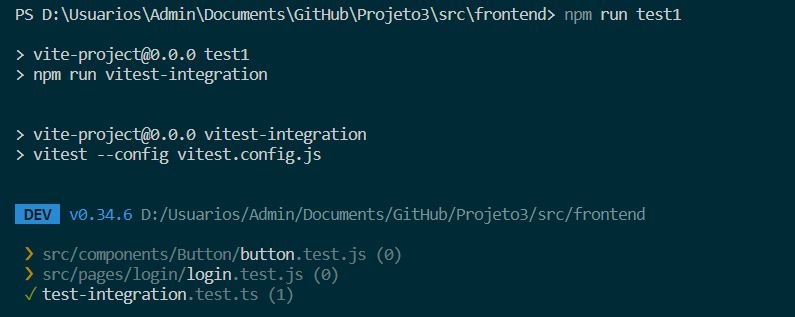 PS D:\Usuarios\Admin\Documents\GitHub\Projeto3\src\frontend> npm run test1
> vite-project@0.0.0 test1
> npm run vitest-integration
> vite-project@0.0.0 vitest-integration
> vitest --config vitest.config.js
DEV v0.34.6 D:/Usuarios/Admin/Documents/GitHub/Projeto3/src/frontend
❯ src/components/Button/button.test.js (0)
❯ src/pages/login/login.test.js (0)
✓ test-integration.test.ts (1)